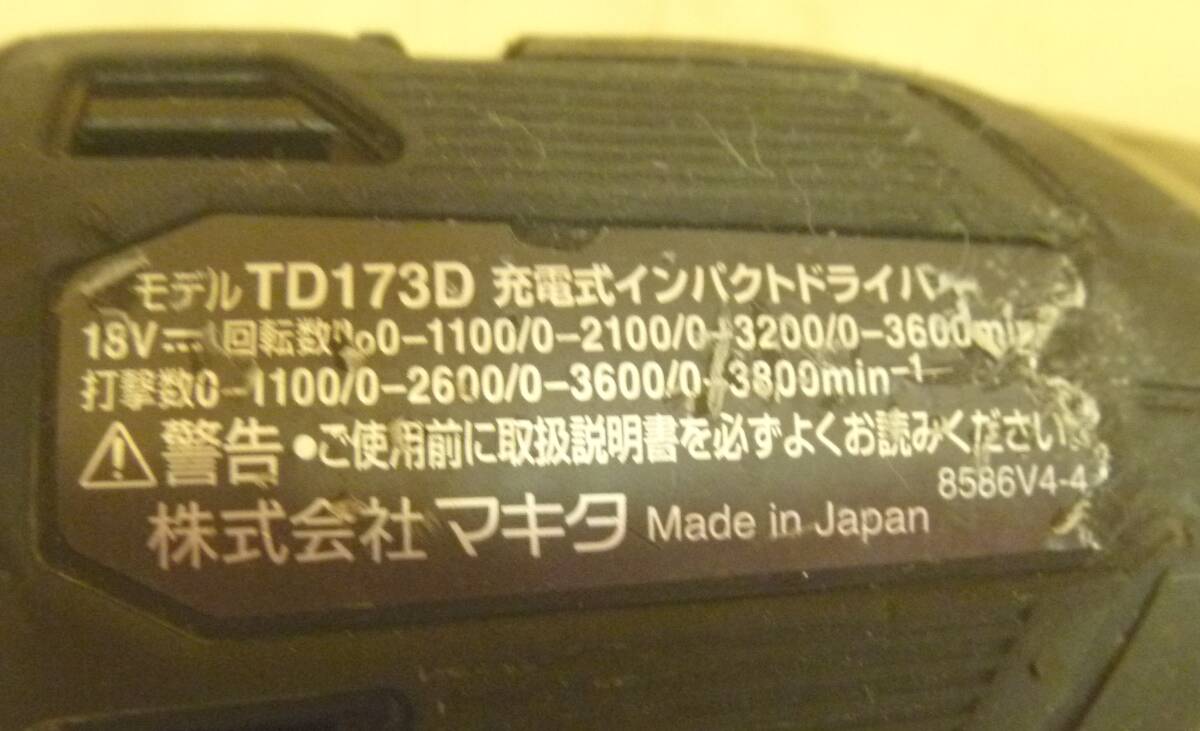 モデル TD173D 充電式インパクトドライバ
18V⎓ 回転数n₀0-1100/0-2100/0-3200/0-3600min
打撃数0-1100/0-2600/0-3600/0-3800min⁻¹
⚠警告 •ご使用前に取扱説明書を必ずよくお読みください。
8586V4-4
株式会社マキタ Made in Japan